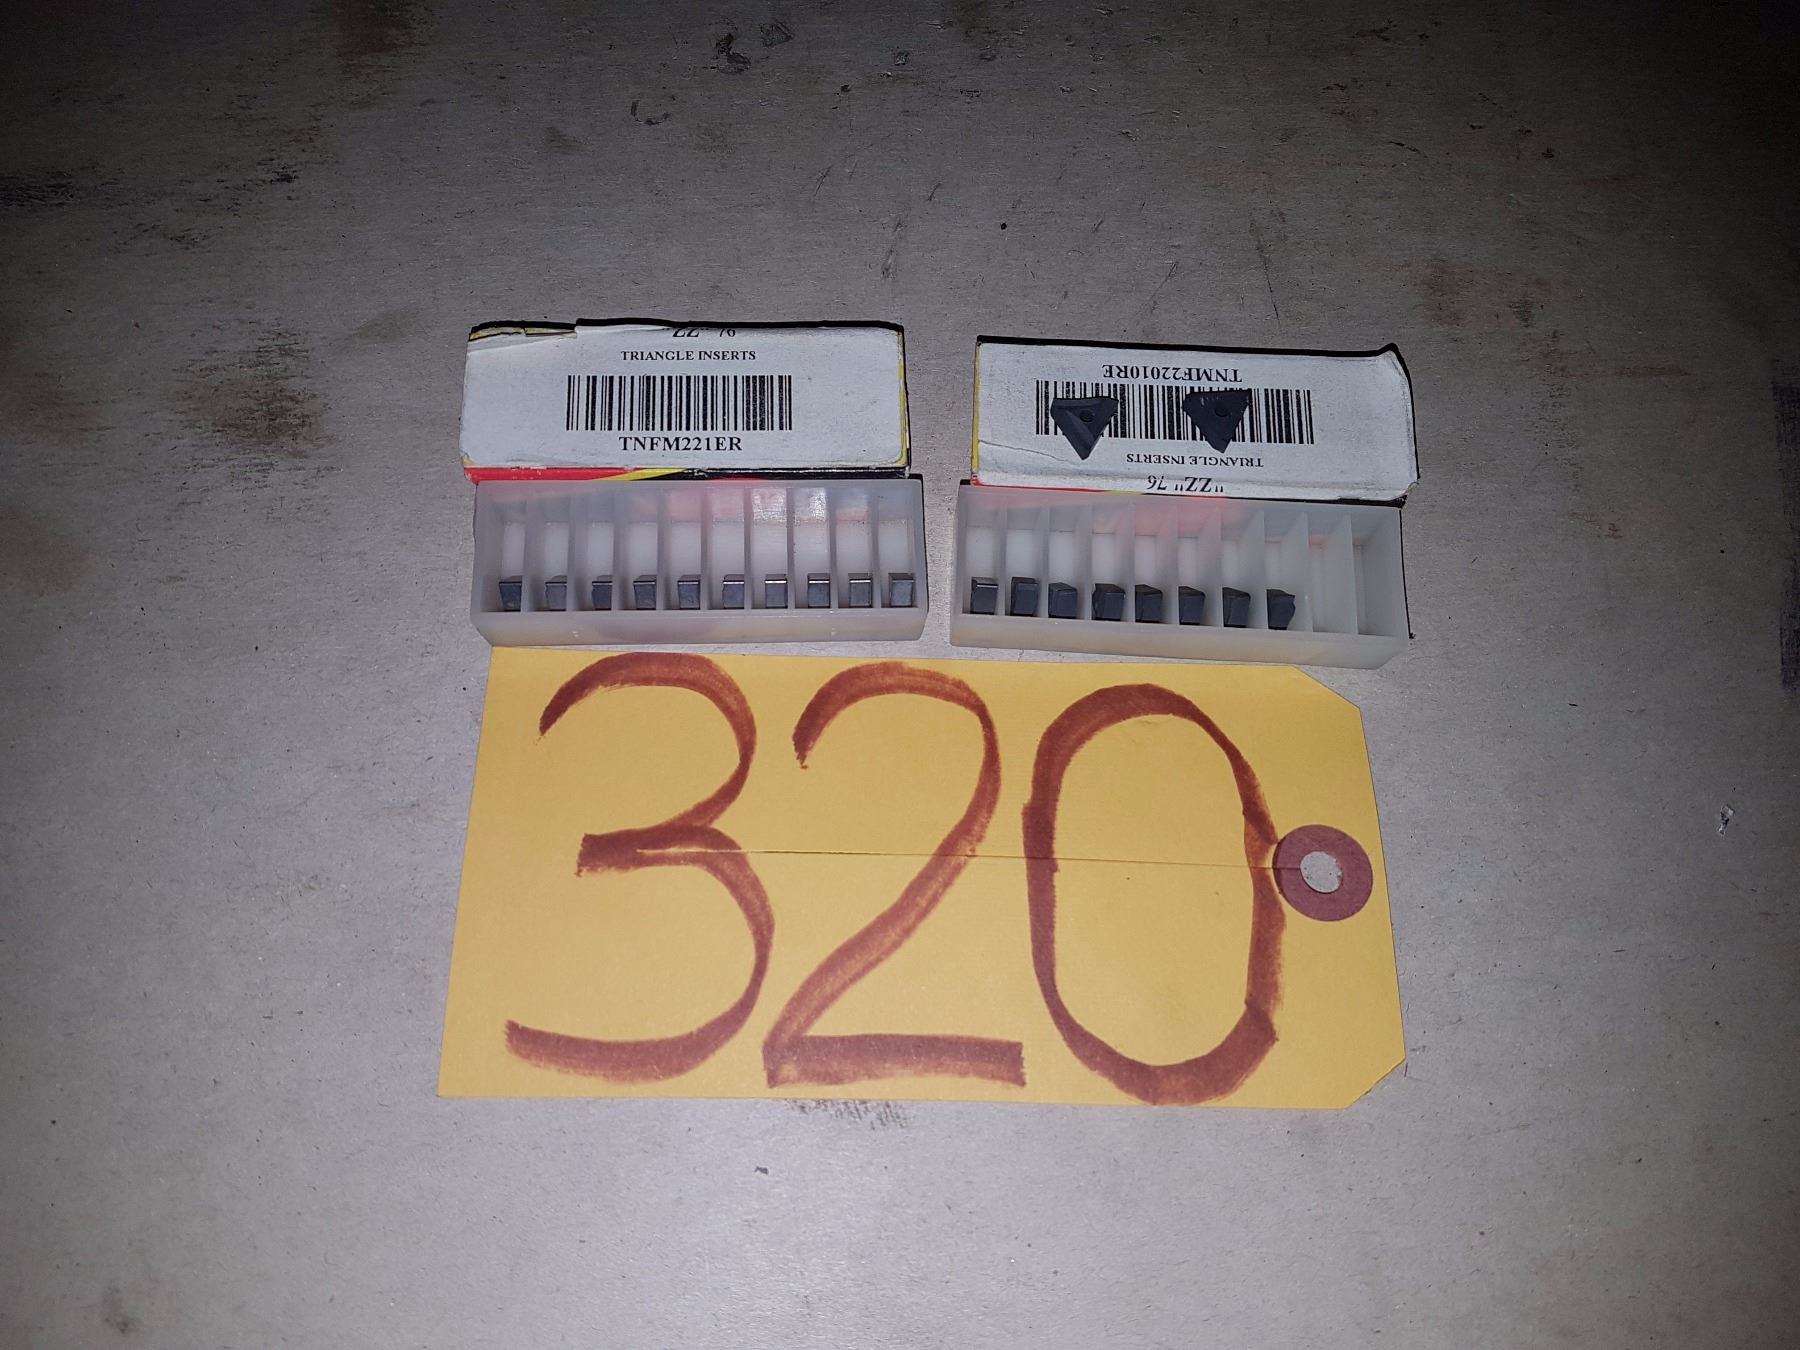 "ZZ" 76
TRIANGLE INSERTS
TNFM221ER
TNMF22010RE
TRIANGLE INSERTS
"ZZ" 76
320